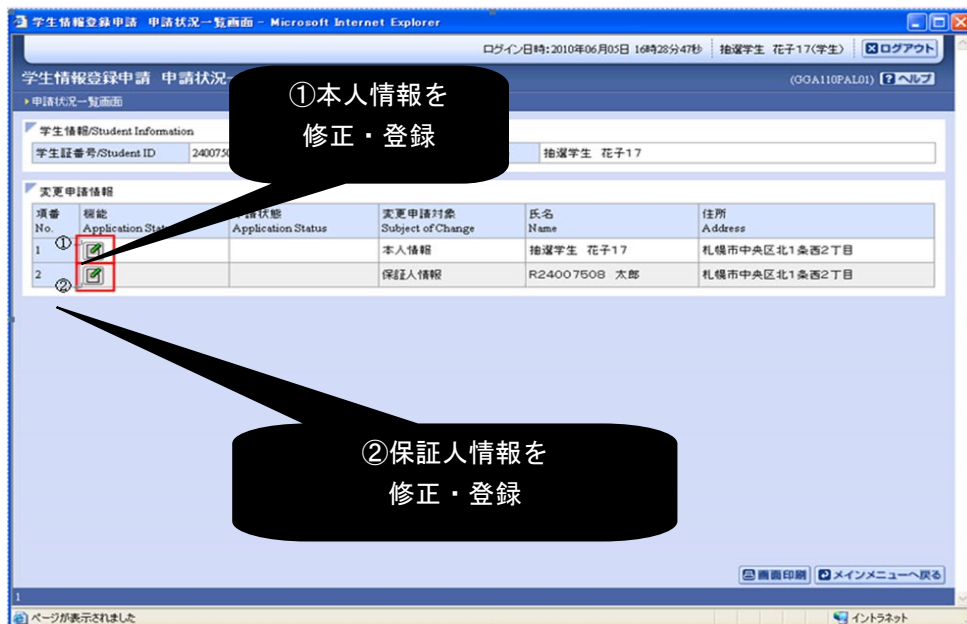 学生情報登録申請 申請状況一覧画面 - Microsoft Internet Explorer
ログイン日時:2010年06月05日 16時28分47秒 抽選学生 花子17(学生) ログアウト
学生情報登録申請 申請状況
(GGA110PAL01) ヘルプ
申請状況一覧画面
①本人情報を
修正・登録
学生情報/Student Information
学生証番号/Student ID 240075 抽選学生 花子17
変更申請情報
項番 機能 申請状態 変更申請対象 氏名 住所
No. Application Stat Application Status Subject of Change Name Address
1 ① 本人情報 抽選学生 花子17 札幌市中央区北1条西2丁目
2 ② 保証人情報 R24007508 太郎 札幌市中央区北1条西2丁目
②保証人情報を
修正・登録
画面印刷 メインメニューへ戻る
1
ページが表示されました イントラネット